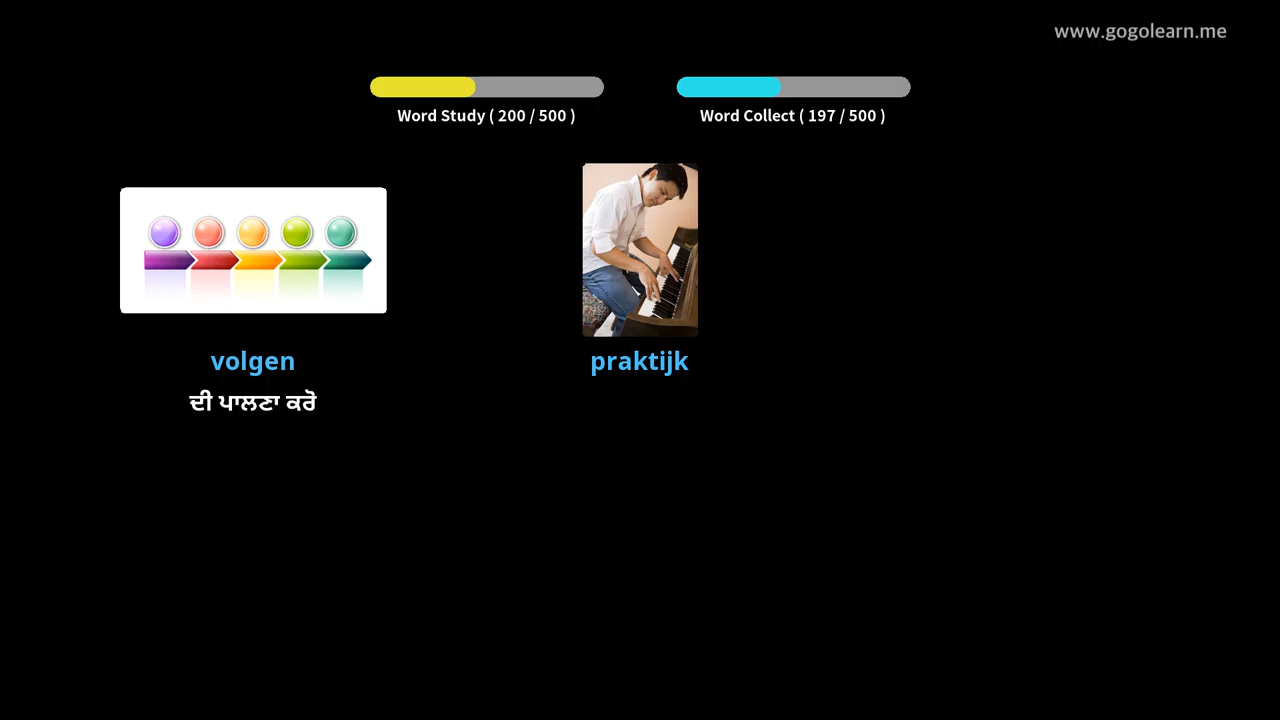 www.gogolearn.me
Word Study ( 200 / 500 )
Word Collect ( 197 / 500 )
volgen
ਦੀ ਪਾਲਣਾ ਕਰੋ
praktijk